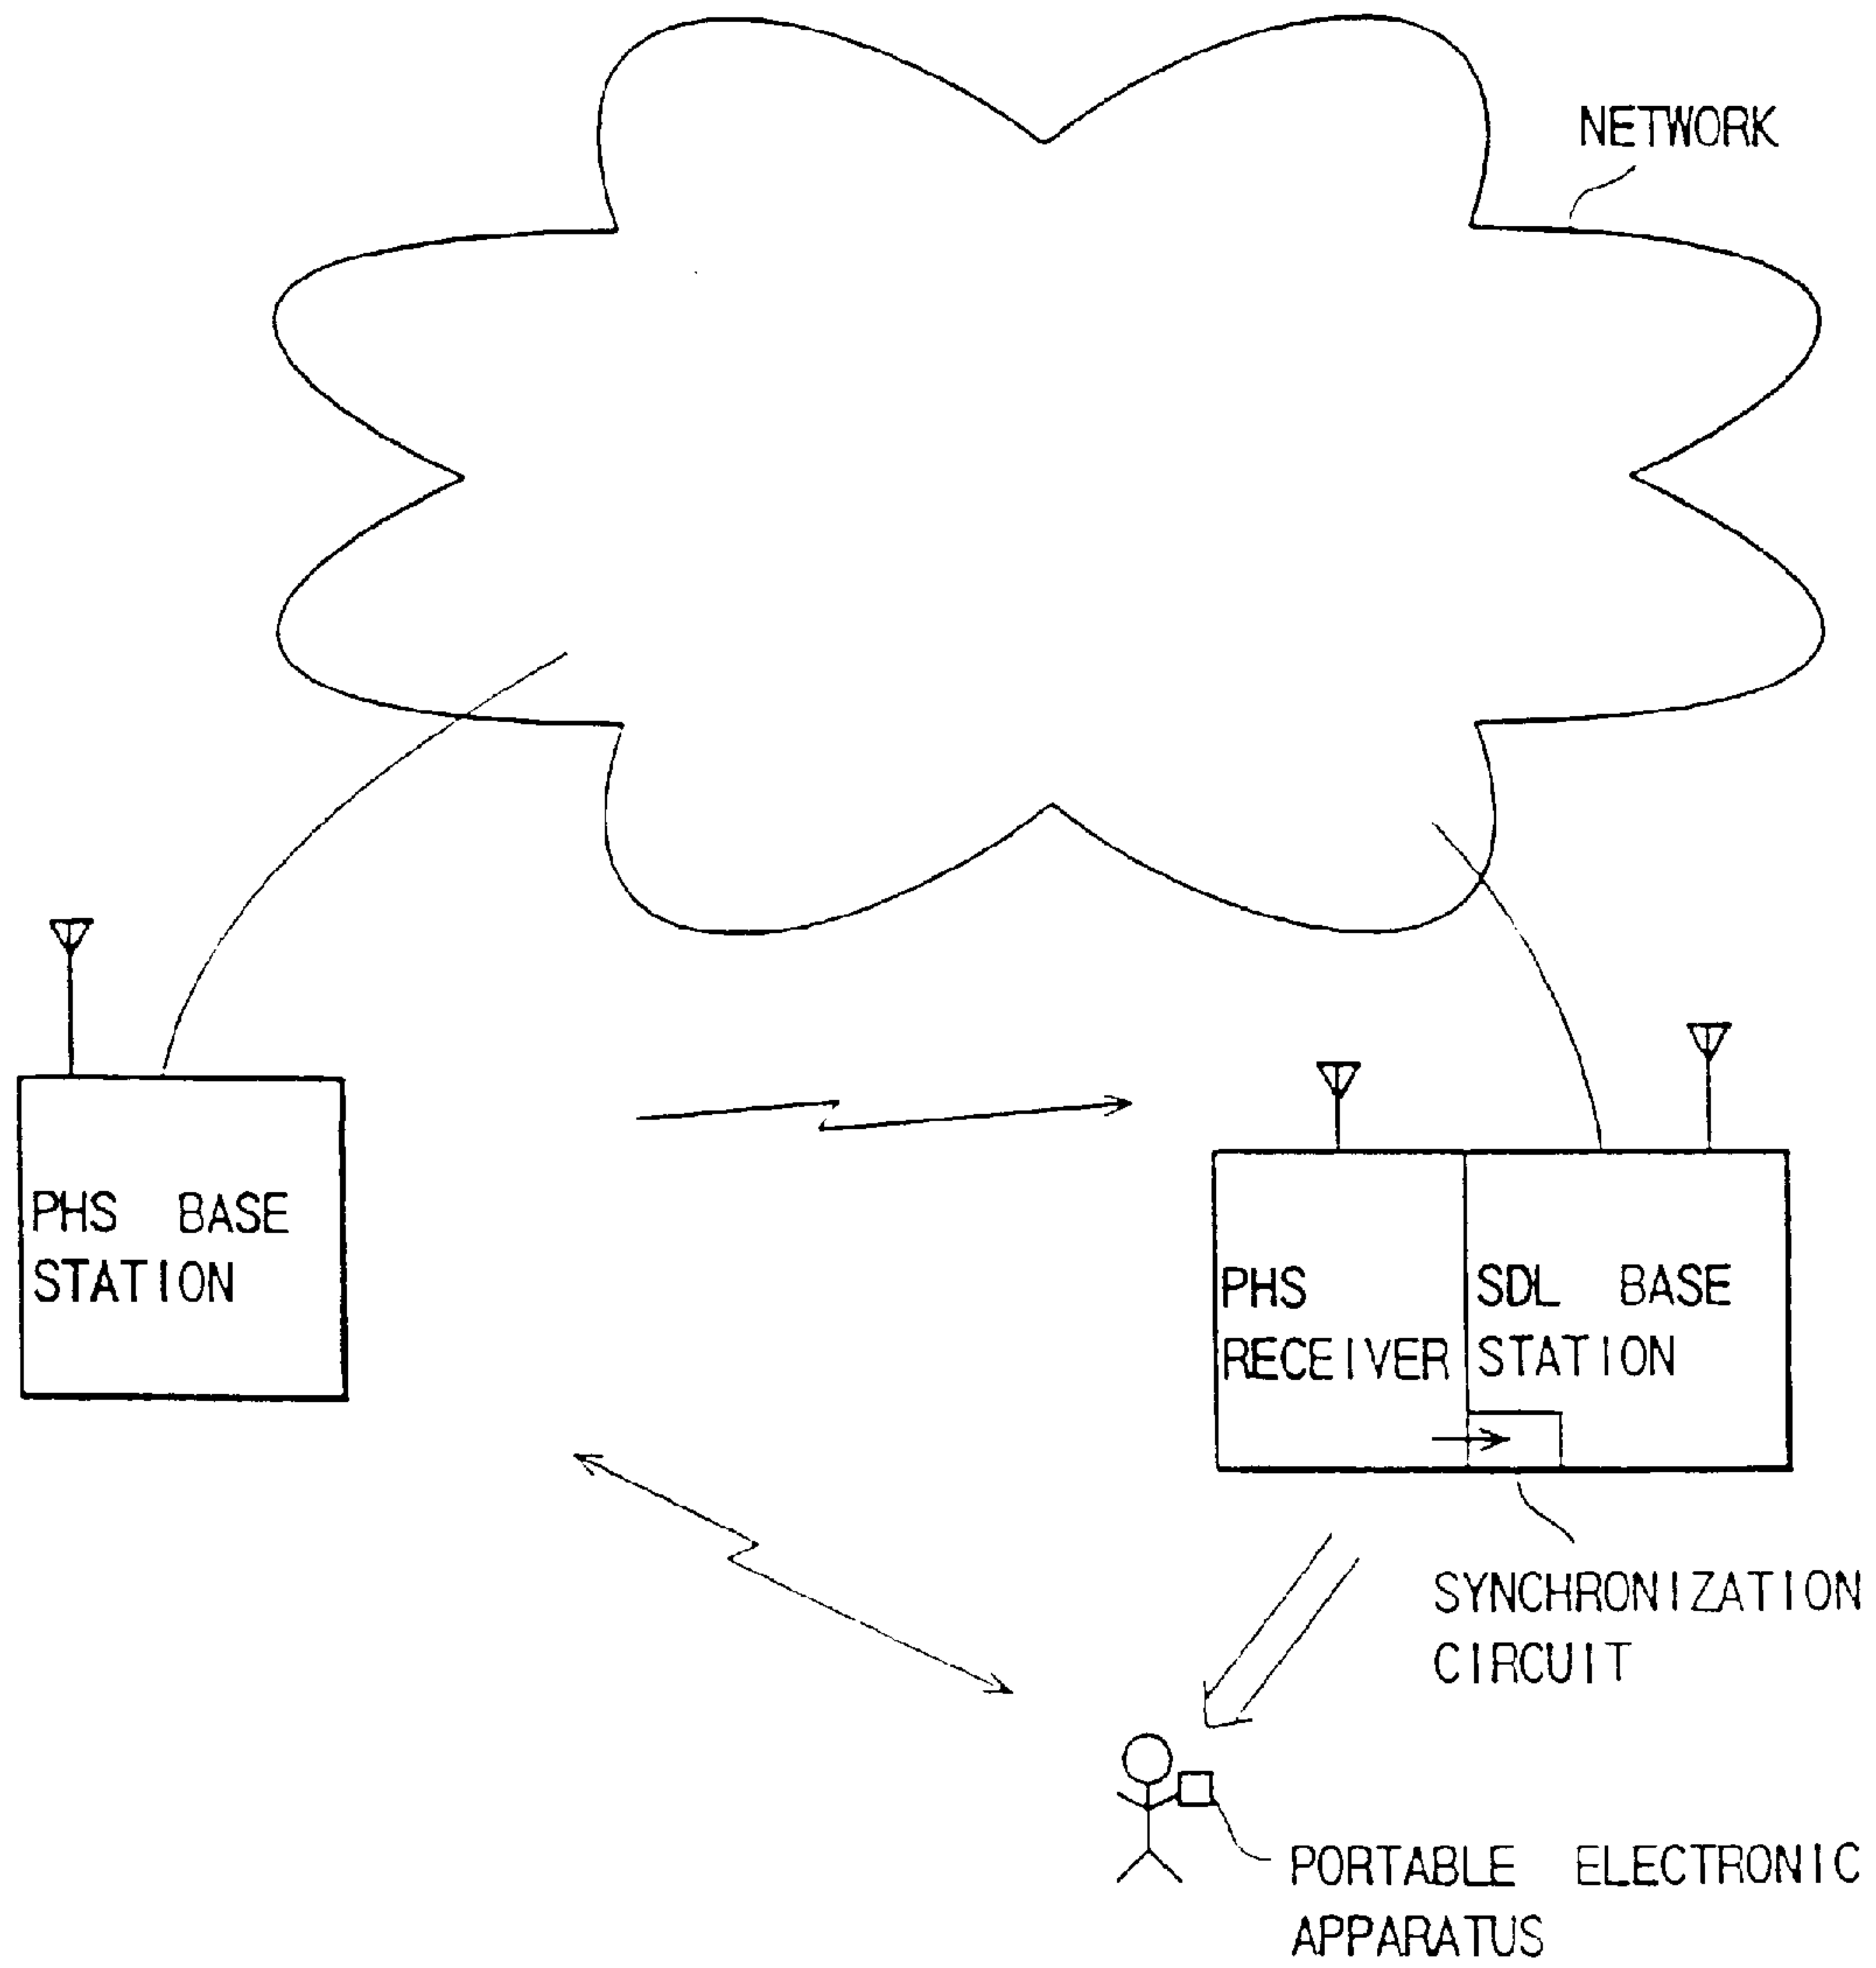 NETWORK
PHS BASE
STATION
PHS
RECEIVER
SDL BASE
STATION
SYNCHRONIZATION
CIRCUIT
PORTABLE ELECTRONIC
APPARATUS